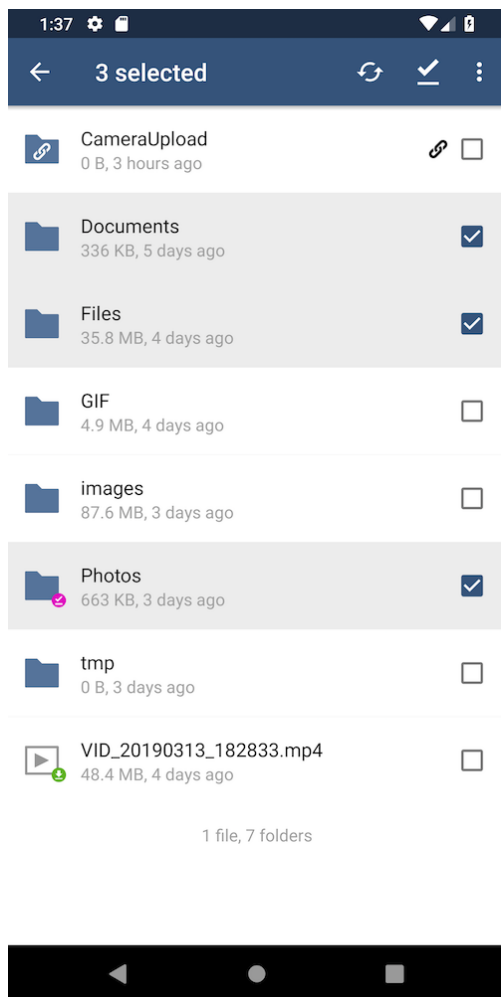 1:37
3 selected
CameraUpload
0 B, 3 hours ago
Documents
336 KB, 5 days ago
Files
35.8 MB, 4 days ago
GIF
4.9 MB, 4 days ago
images
87.6 MB, 3 days ago
Photos
663 KB, 3 days ago
tmp
0 B, 3 days ago
VID_20190313_182833.mp4
48.4 MB, 4 days ago
1 file, 7 folders